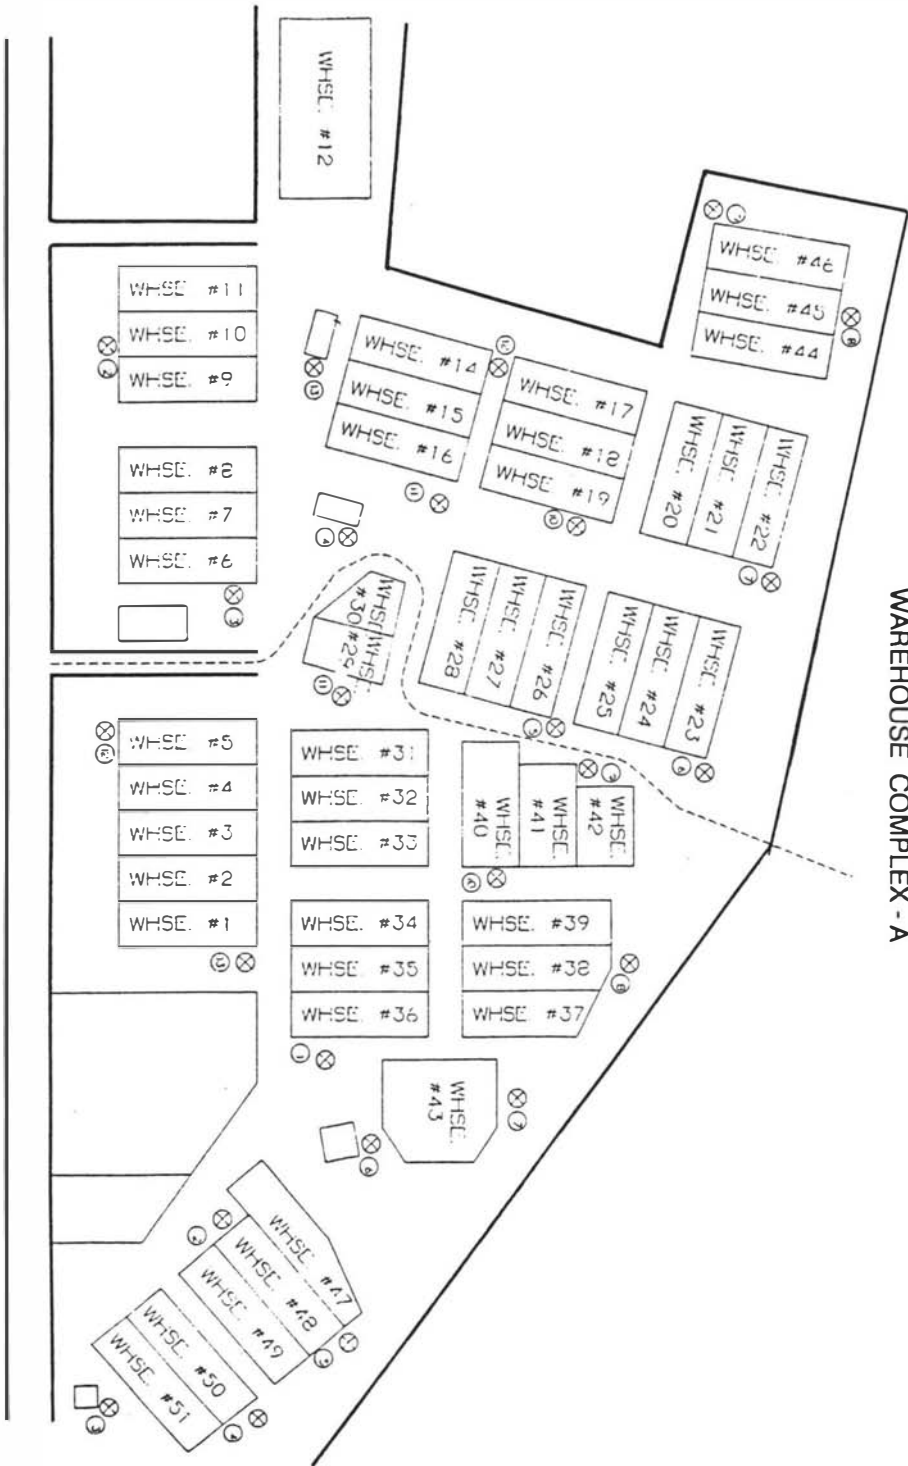 WAREHOUSE COMPLEX - A
WHSE. #12
WHSE. #46
WHSE. #45
WHSE. #44
WHSE #11
WHSE #10
WHSE. #9
WHSE. #14
WHSE. #15
WHSE. #16
WHSE. #17
WHSE. #18
WHSE #19
WHSE. #20
WHSE. #21
WHSE. #22
WHSE. #8
WHSE. #7
WHSE. #6
WHSE. #30
WHSE. #29
WHSE. #28
WHSE. #27
WHSE. #26
WHSE. #25
WHSE. #24
WHSE. #23
WHSE #5
WHSE. #4
WHSE. #3
WHSE. #2
WHSE. #1
WHSE. #31
WHSE. #32
WHSE. #33
WHSE. #40
WHSE. #41
WHSE. #42
WHSE. #34
WHSE. #35
WHSE. #36
WHSE. #39
WHSE. #38
WHSE. #37
WHSE. #43
WHSE. #47
WHSE. #48
WHSE. #49
WHSE. #50
WHSE. #51